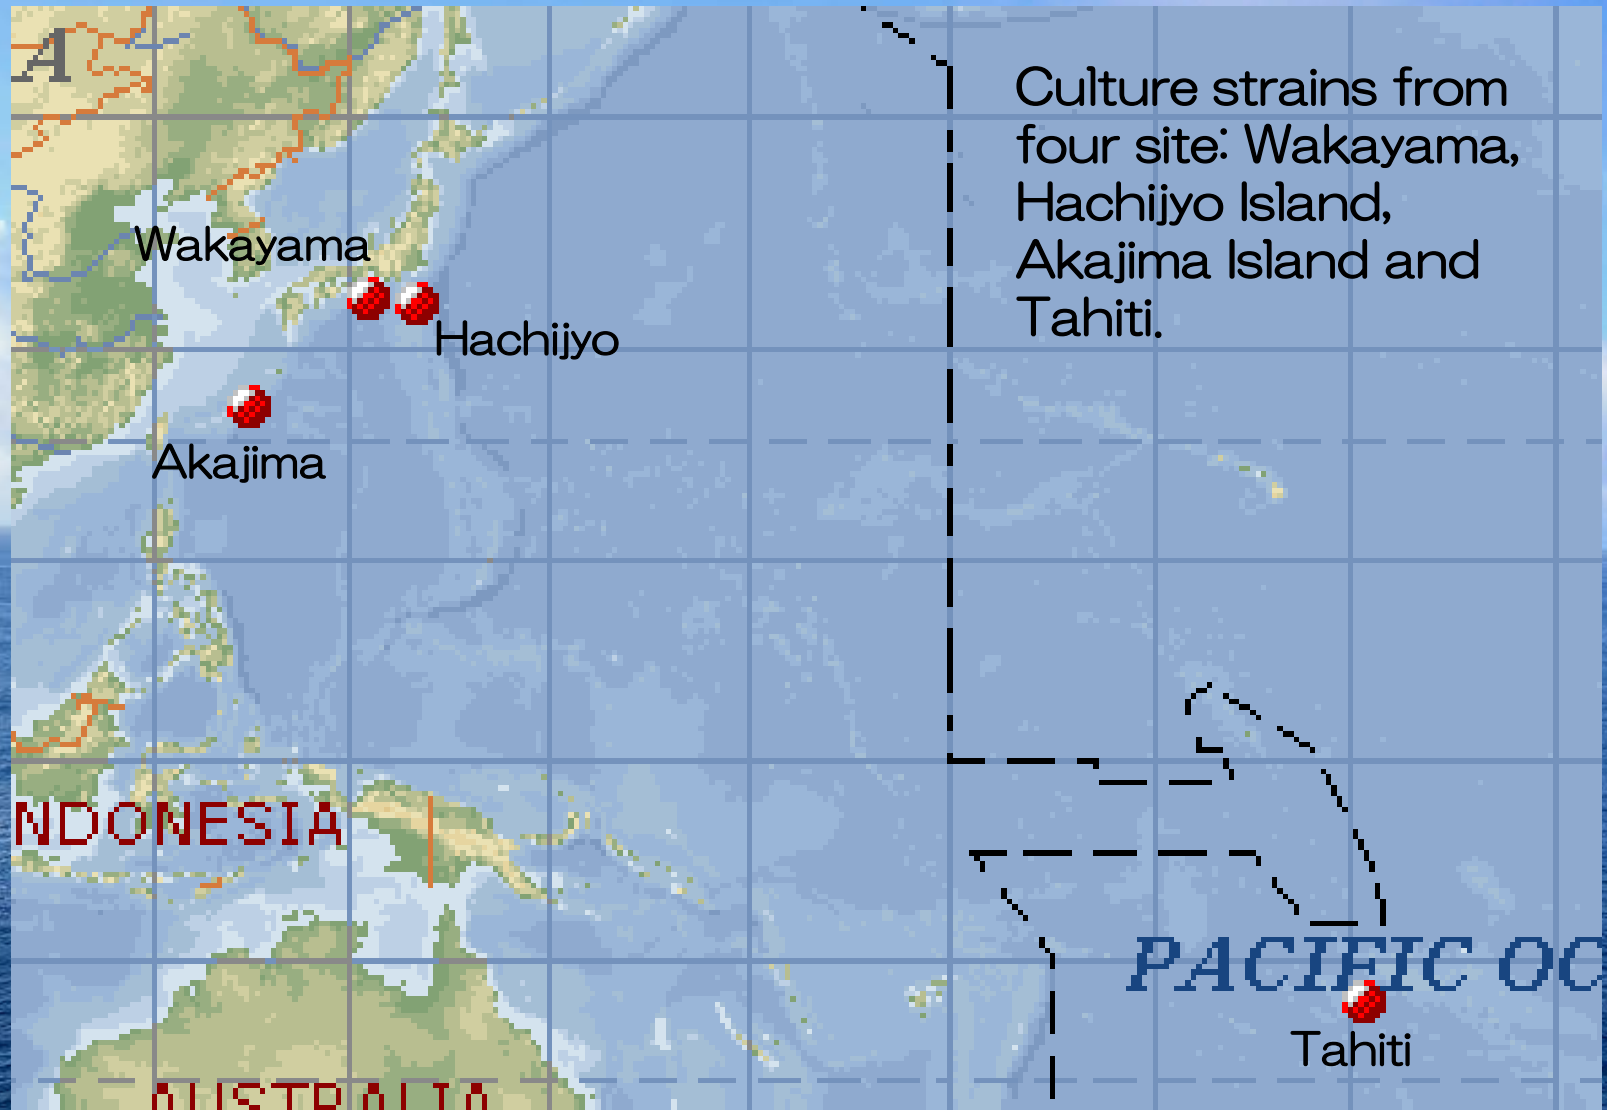 A
Culture strains from
four site: Wakayama,
Hachijyo Island,
Akajima Island and
Tahiti.
Wakayama
Hachijyo
Akajima
NDONESIA
PACIFIC OC
Tahiti
AUSTRALIA